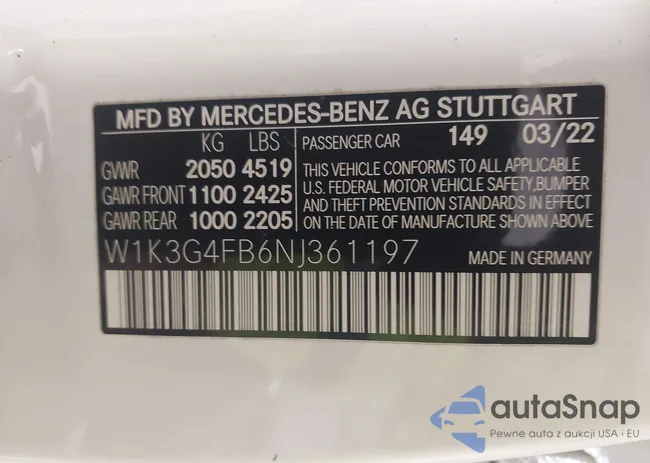 MFD BY MERCEDES-BENZ AG STUTTGART
KG LBS PASSENGER CAR 149 03/22
GVWR 2050 4519
GAWR FRONT 1100 2425
GAWR REAR 1000 2205
THIS VEHICLE CONFORMS TO ALL APPLICABLE
U.S. FEDERAL MOTOR VEHICLE SAFETY,BUMPER
AND THEFT PREVENTION STANDARDS IN EFFECT
ON THE DATE OF MANUFACTURE SHOWN ABOVE
W1K3G4FB6NJ361197 MADE IN GERMANY
autoSnap
Pewne auta z aukcji USA i EU